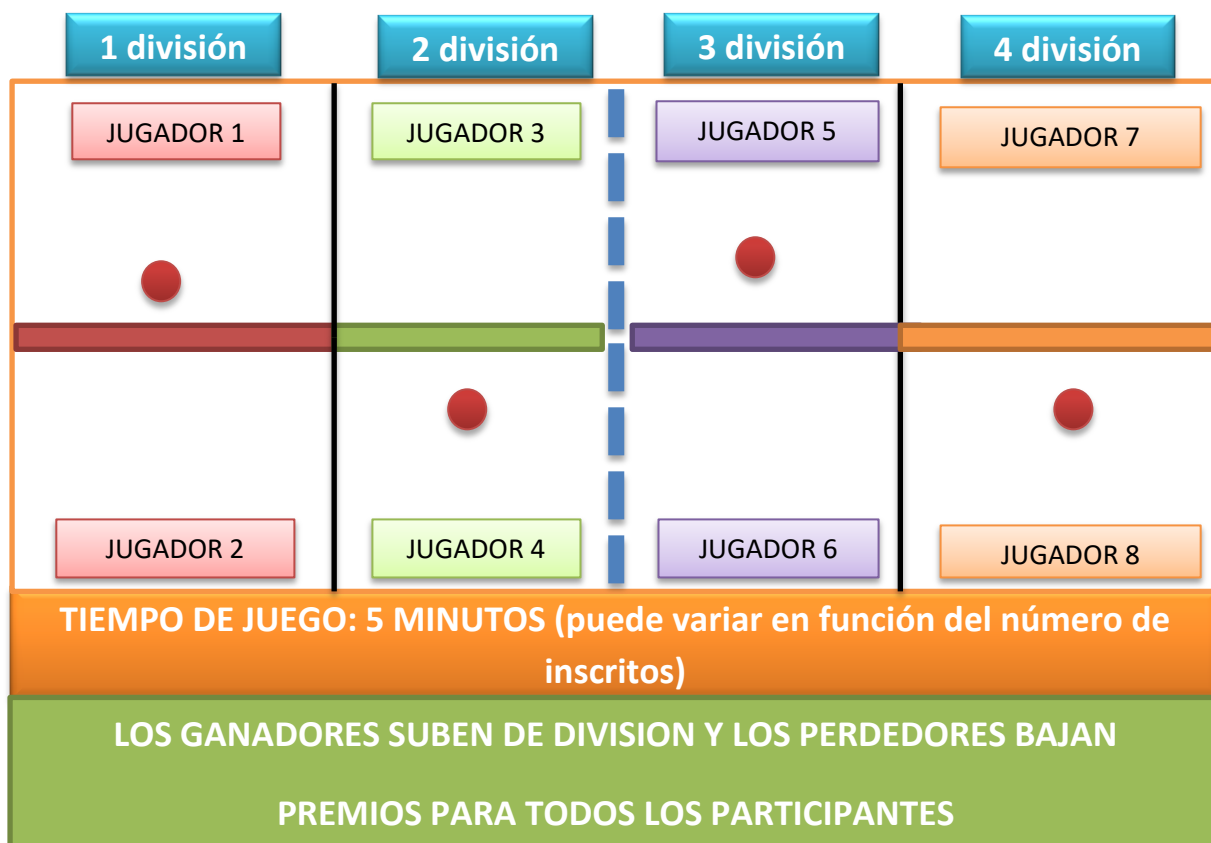 1 división
2 división
3 división
4 división
JUGADOR 1
JUGADOR 3
JUGADOR 5
JUGADOR 7
JUGADOR 2
JUGADOR 4
JUGADOR 6
JUGADOR 8
TIEMPO DE JUEGO: 5 MINUTOS (puede variar en función del número de
inscritos)
LOS GANADORES SUBEN DE DIVISION Y LOS PERDEDORES BAJAN
PREMIOS PARA TODOS LOS PARTICIPANTES